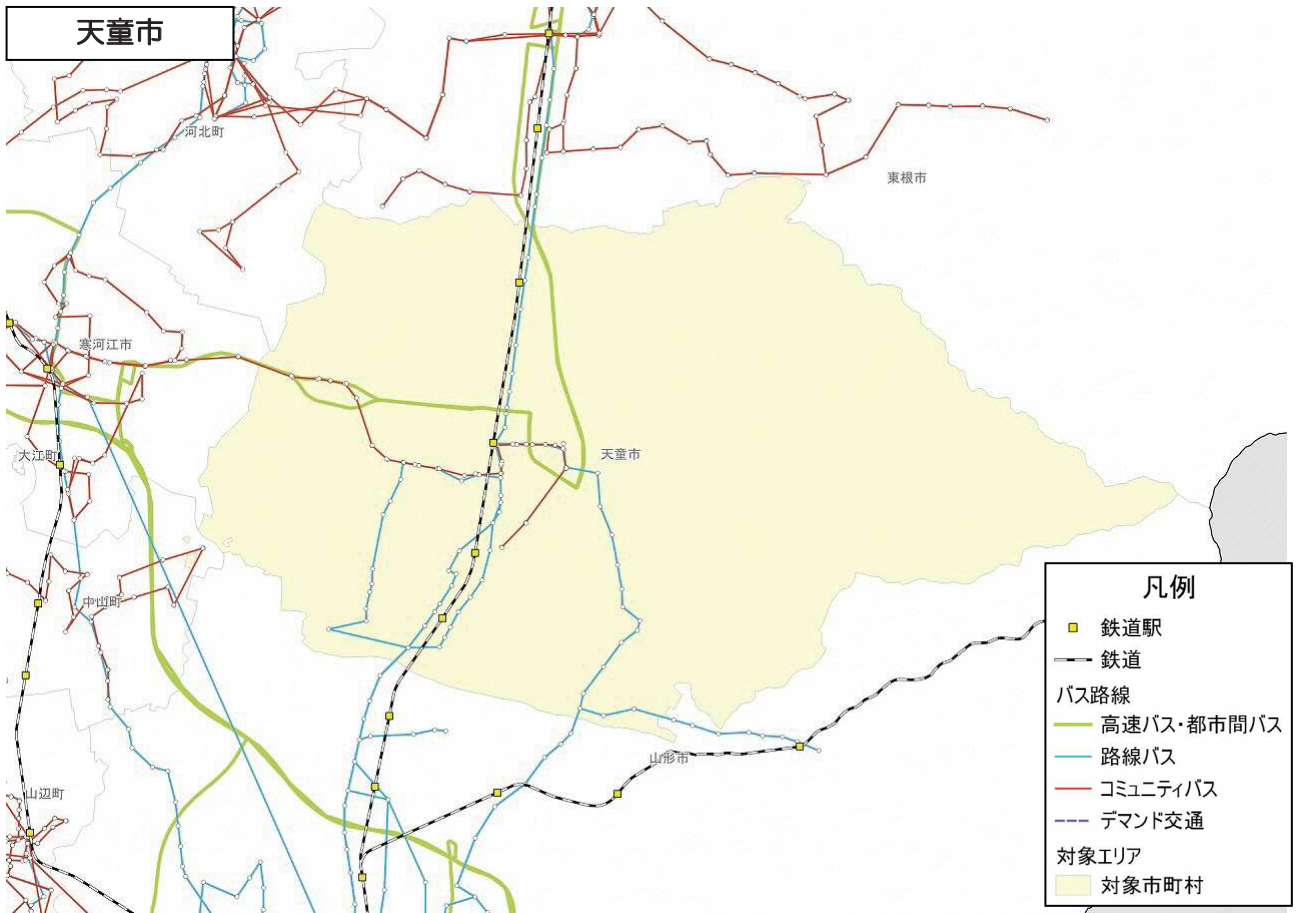 天童市
河北町
東根市
寒河江市
大江町
天童市
中山町
山形市
山辺町
凡例
鉄道駅
鉄道
バス路線
高速バス・都市間バス
路線バス
コミュニティバス
デマンド交通
対象エリア
対象市町村